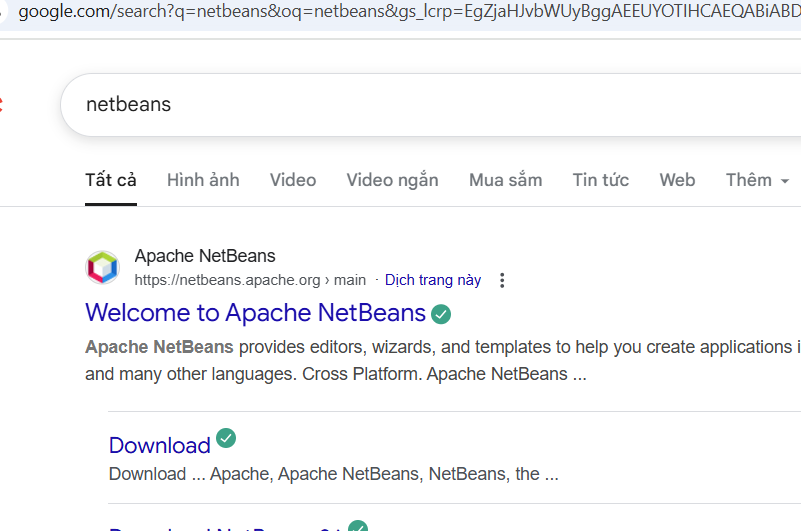 google.com/search?q=netbeans&oq=netbeans&gs_lcrp=EgZjaHJvbWUyBggAEEUYOTIHCAEQABiABD
netbeans
Tất cả Hình ảnh Video Video ngắn Mua sắm Tin tức Web Thêm
Apache NetBeans
https://netbeans.apache.org › main · Dịch trang này
Welcome to Apache NetBeans
Apache NetBeans provides editors, wizards, and templates to help you create applications i
and many other languages. Cross Platform. Apache NetBeans ...
Download
Download ... Apache, Apache NetBeans, NetBeans, the ...